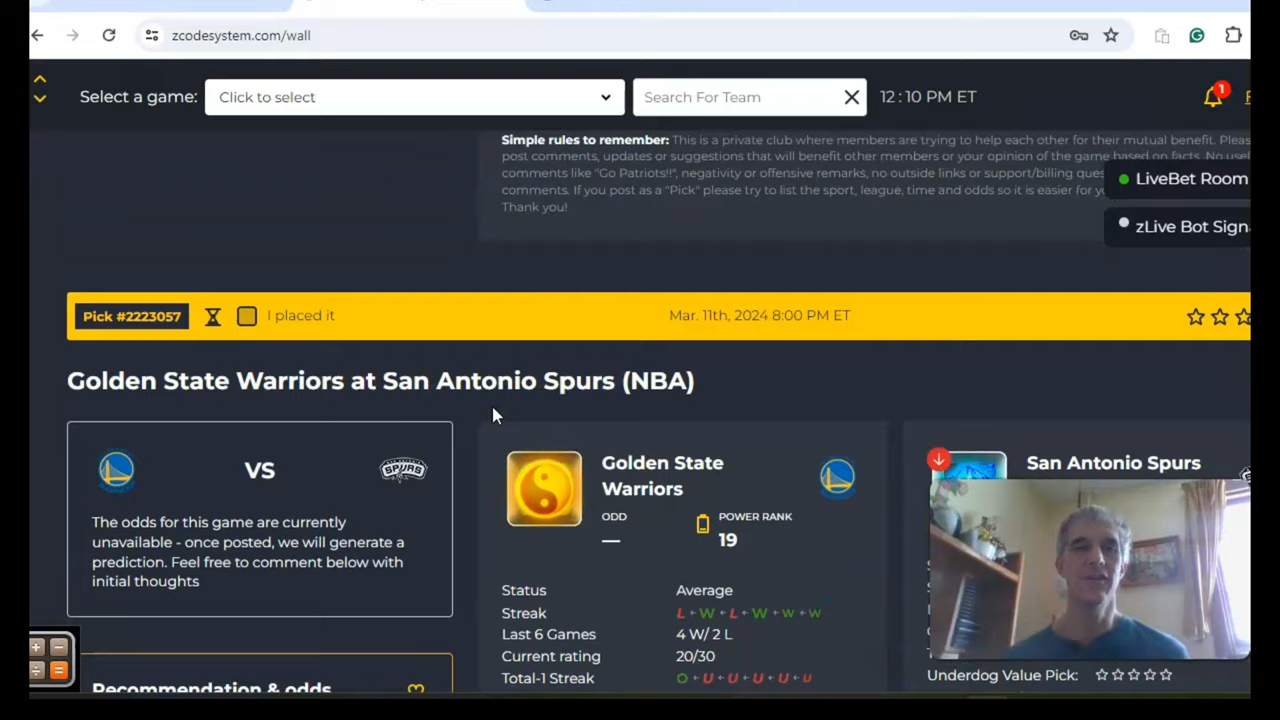 zcodesystem.com/wall
Select a game:
Click to select
Search For Team
12:10 PM ET
1
Simple rules to remember: This is a private club where members are trying to help each other for their mutual benefit. Pleas
post comments, updates or suggestions that will benefit other members or your opinion of the game based on facts. No usel
comments like "Go Patriots!!", negativity or offensive remarks, no outside links or support/billing ques
comments. If you post as a "Pick" please try to list the sport, league, time and odds so it is easier for
Thank you!
LiveBet Room
zLive Bot Sign
Pick #2223057
I placed it
Mar. 11th, 2024 8:00 PM ET
Golden State Warriors at San Antonio Spurs (NBA)
VS
SPURS
The odds for this game are currently
unavailable - once posted, we will generate a
prediction. Feel free to comment below with
initial thoughts
Recommendation & odds
Golden State
Warriors
ODD
—
POWER RANK
19
Status
Average
Streak
L W L W W W
Last 6 Games
4 W/ 2 L
Current rating
20/30
Total-1 Streak
O U U U U U
San Antonio Spurs
Underdog Value Pick: